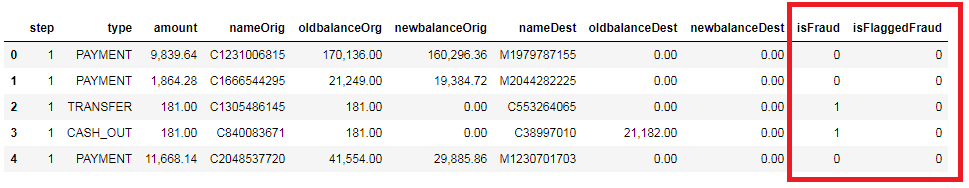 step type amount nameOrig oldbalanceOrg newbalanceOrig nameDest oldbalanceDest newbalanceDest isFraud isFlaggedFraud
0 1 PAYMENT 9,839.64 C1231006815 170,136.00 160,296.36 M1979787155 0.00 0.00 0 0
1 1 PAYMENT 1,864.28 C1666544295 21,249.00 19,384.72 M2044282225 0.00 0.00 0 0
2 1 TRANSFER 181.00 C1305486145 181.00 0.00 C553264065 0.00 0.00 1 0
3 1 CASH_OUT 181.00 C840083671 181.00 0.00 C38997010 21,182.00 0.00 1 0
4 1 PAYMENT 11,668.14 C2048537720 41,554.00 29,885.86 M1230701703 0.00 0.00 0 0